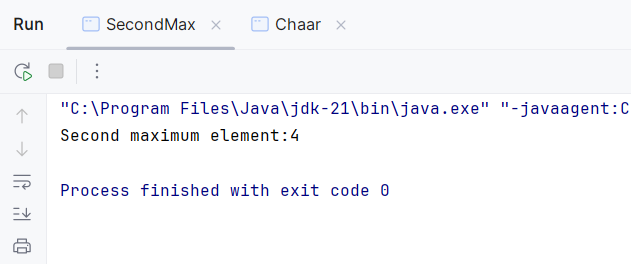 Run SecondMax Chaar
"C:\Program Files\Java\jdk-21\bin\java.exe" "-javaagent:C
Second maximum element:4
Process finished with exit code 0